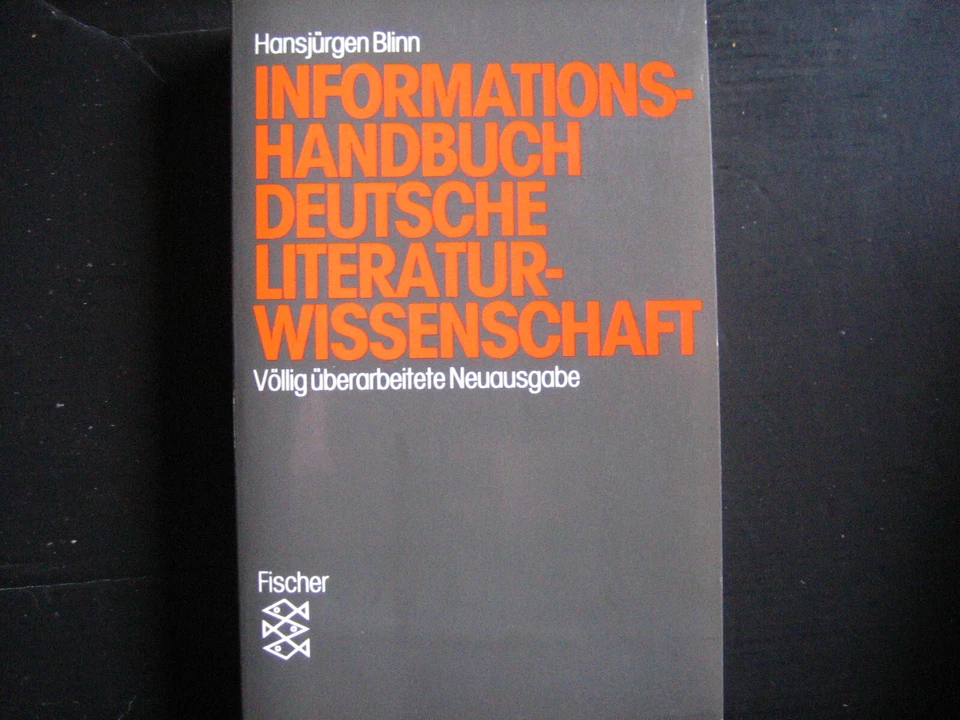 Hansjürgen Blinn
INFORMATIONS-
HANDBUCH
DEUTSCHE
LITERATUR-
WISSENSCHAFT
Völlig überarbeitete Neuausgabe
Fischer